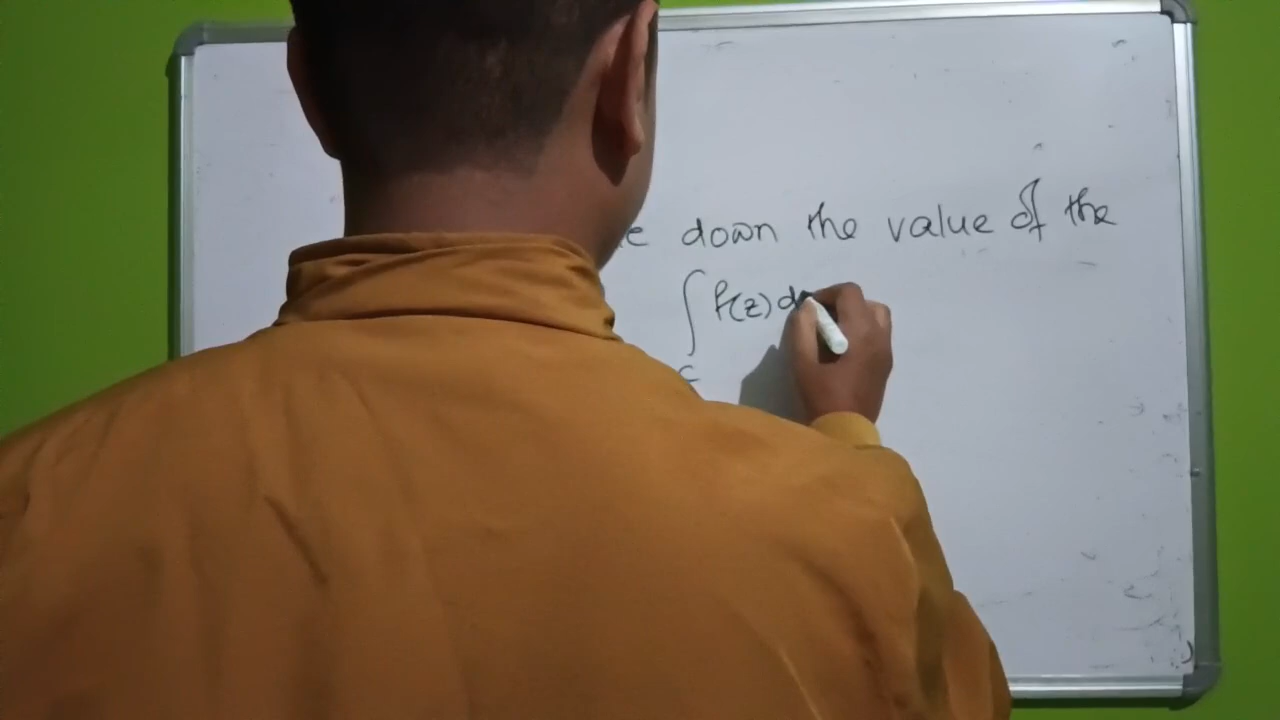 down the value of the
∫ f(z) d
c